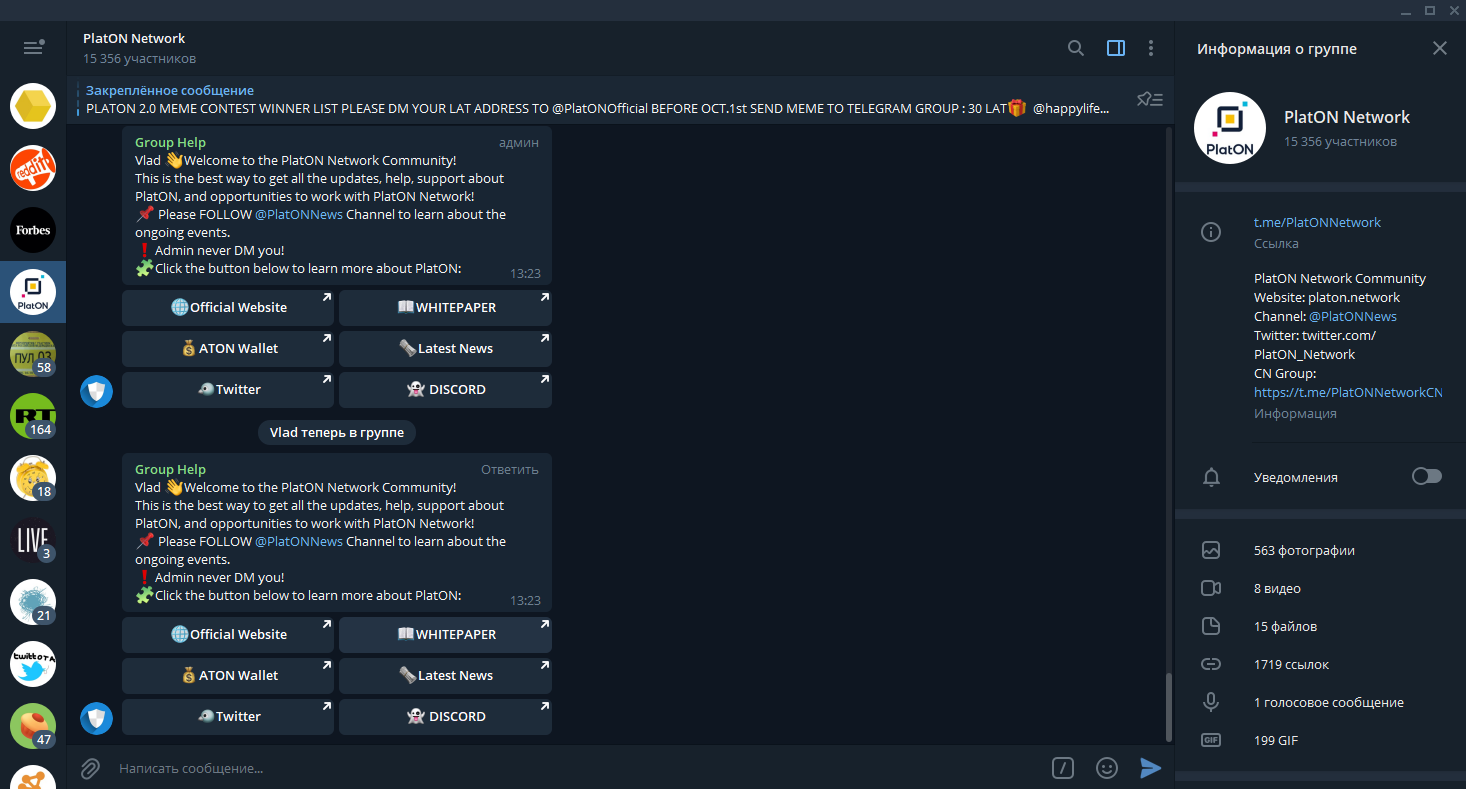 PlatON Network
15 356 участников
Информация о группе
Закреплённое сообщение
PLATON 2.0 MEME CONTEST WINNER LIST PLEASE DM YOUR LAT ADDRESS TO @PlatONOfficial BEFORE OCT.1st SEND MEME TO TELEGRAM GROUP : 30 LAT🎁 @happylife...
reddit
Forbes
PlatON
ПУЛ 03
58
RT
164
18
LIVE
3
21
twittота
47
Group Help
админ
Vlad 👋Welcome to the PlatON Network Community!
This is the best way to get all the updates, help, support about
PlatON, and opportunities to work with PlatON Network!
📌 Please FOLLOW @PlatONNews Channel to learn about the
ongoing events.
❗Admin never DM you!
🧩Click the button below to learn more about PlatON:
13:23
🌐Official Website
📖WHITEPAPER
💰ATON Wallet
🗞Latest News
🐦Twitter
👻 DISCORD
Vlad теперь в группе
Group Help
Ответить
Vlad 👋Welcome to the PlatON Network Community!
This is the best way to get all the updates, help, support about
PlatON, and opportunities to work with PlatON Network!
📌 Please FOLLOW @PlatONNews Channel to learn about the
ongoing events.
❗Admin never DM you!
🧩Click the button below to learn more about PlatON:
13:23
🌐Official Website
📖WHITEPAPER
💰ATON Wallet
🗞Latest News
🐦Twitter
👻 DISCORD
Написать сообщение...
PlatON
PlatON Network
15 356 участников
t.me/PlatONNetwork
Ссылка
PlatON Network Community
Website: platon.network
Channel: @PlatONNews
Twitter: twitter.com/
PlatON_Network
CN Group:
https://t.me/PlatONNetworkCN
Информация
Уведомления
563 фотографии
8 видео
15 файлов
1719 ссылок
1 голосовое сообщение
GIF
199 GIF